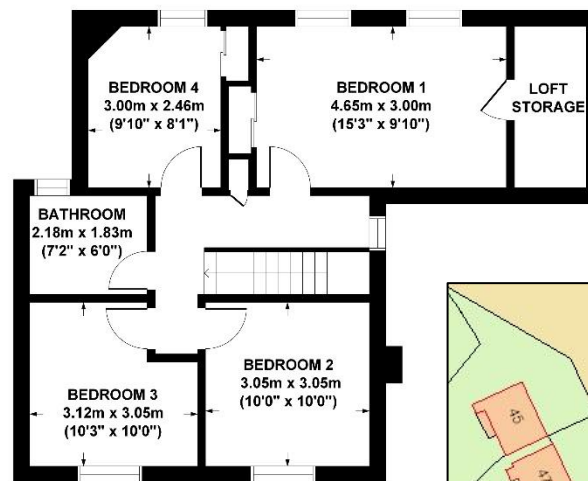 BEDROOM 4
3.00m x 2.46m
(9'10" x 8'1")
BEDROOM 1
4.65m x 3.00m
(15'3" x 9'10")
LOFT
STORAGE
BATHROOM
2.18m x 1.83m
(7'2" x 6'0")
BEDROOM 3
3.12m x 3.05m
(10'3" x 10'0")
BEDROOM 2
3.05m x 3.05m
(10'0" x 10'0")
45
47